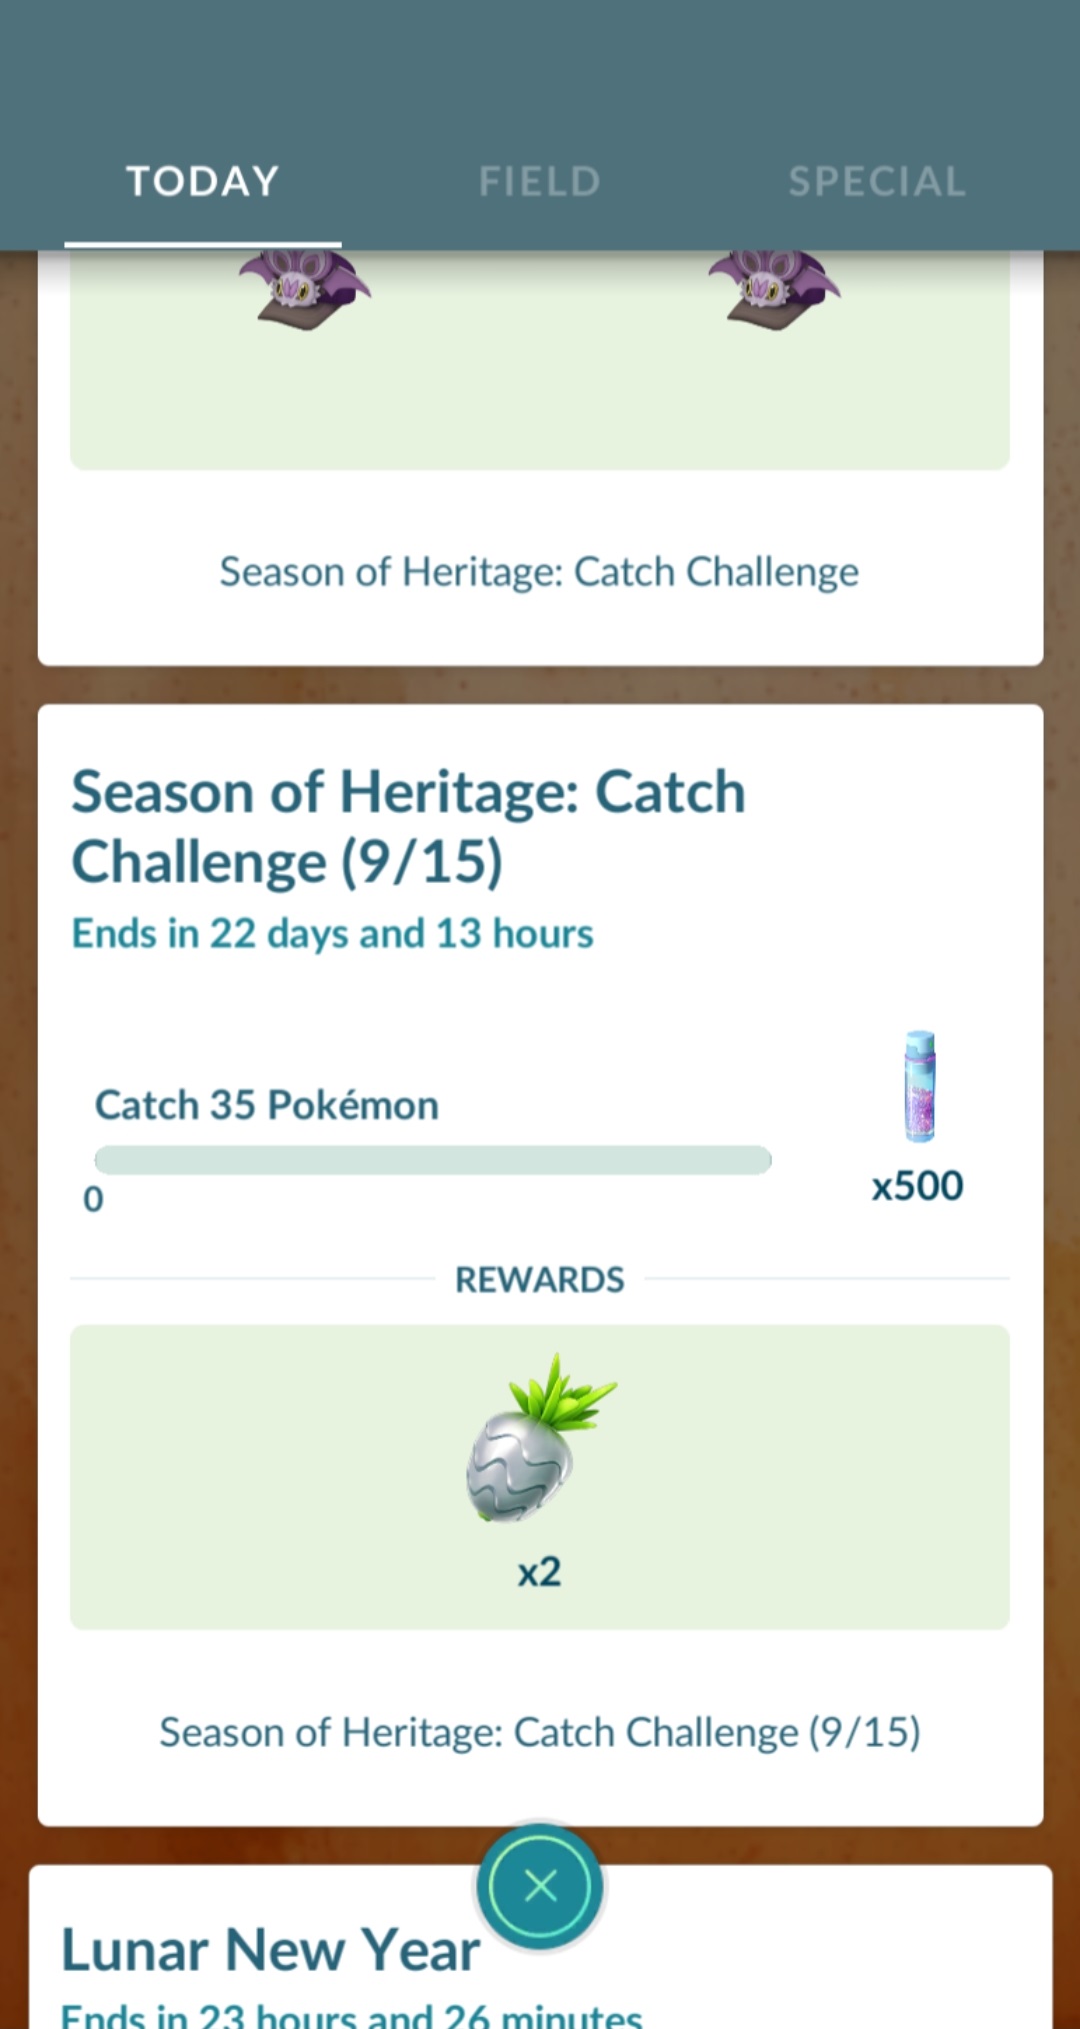 TODAY FIELD SPECIAL
Season of Heritage: Catch Challenge
Season of Heritage: Catch
Challenge (9/15)
Ends in 22 days and 13 hours
Catch 35 Pokémon
0
x500
REWARDS
x2
Season of Heritage: Catch Challenge (9/15)
Lunar New Year
Ends in 23 hours and 26 minutes